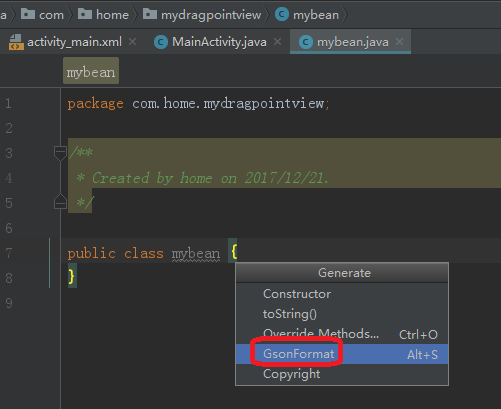 a com home mydragpointview mybean
activity_main.xml MainActivity.java mybean.java
mybean
1 package com.home.mydragpointview;
2
3 /**
4 * Created by home on 2017/12/21.
5 */
6
7 public class mybean {
8 }
9
Generate
Constructor
toString()
Override Methods... Ctrl+O
GsonFormat Alt+S
Copyright